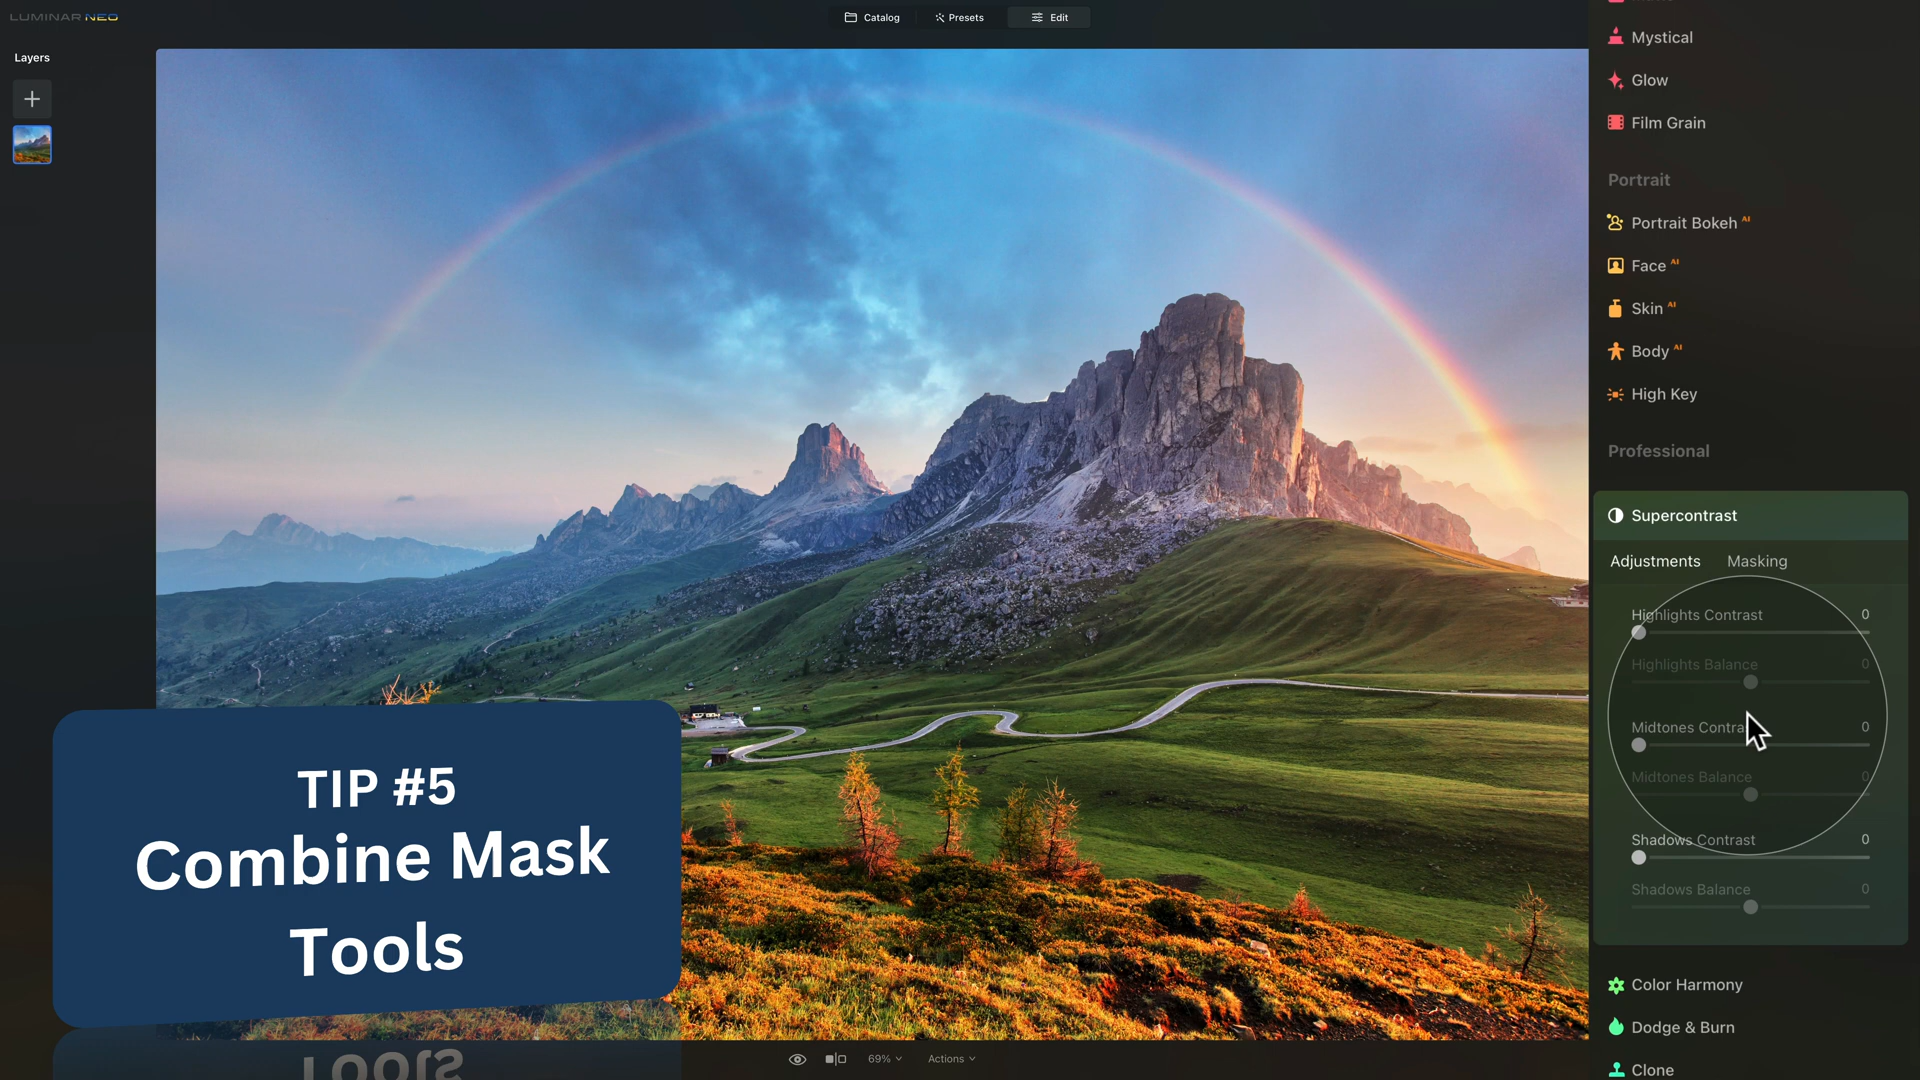 LUMINAR NEO
Catalog
Presets
Edit
Layers
Mystical
Glow
Film Grain
Portrait
Portrait Bokeh AI
Face AI
Skin AI
Body AI
High Key
Professional
Supercontrast
Adjustments Masking
Highlights Contrast 0
Highlights Balance 0
Midtones Contra 0
Midtones Balance 0
Shadows Contrast 0
Shadows Balance 0
Color Harmony
Dodge & Burn
Clone
TIP #5
Combine Mask
Tools
Tools
69%
Actions